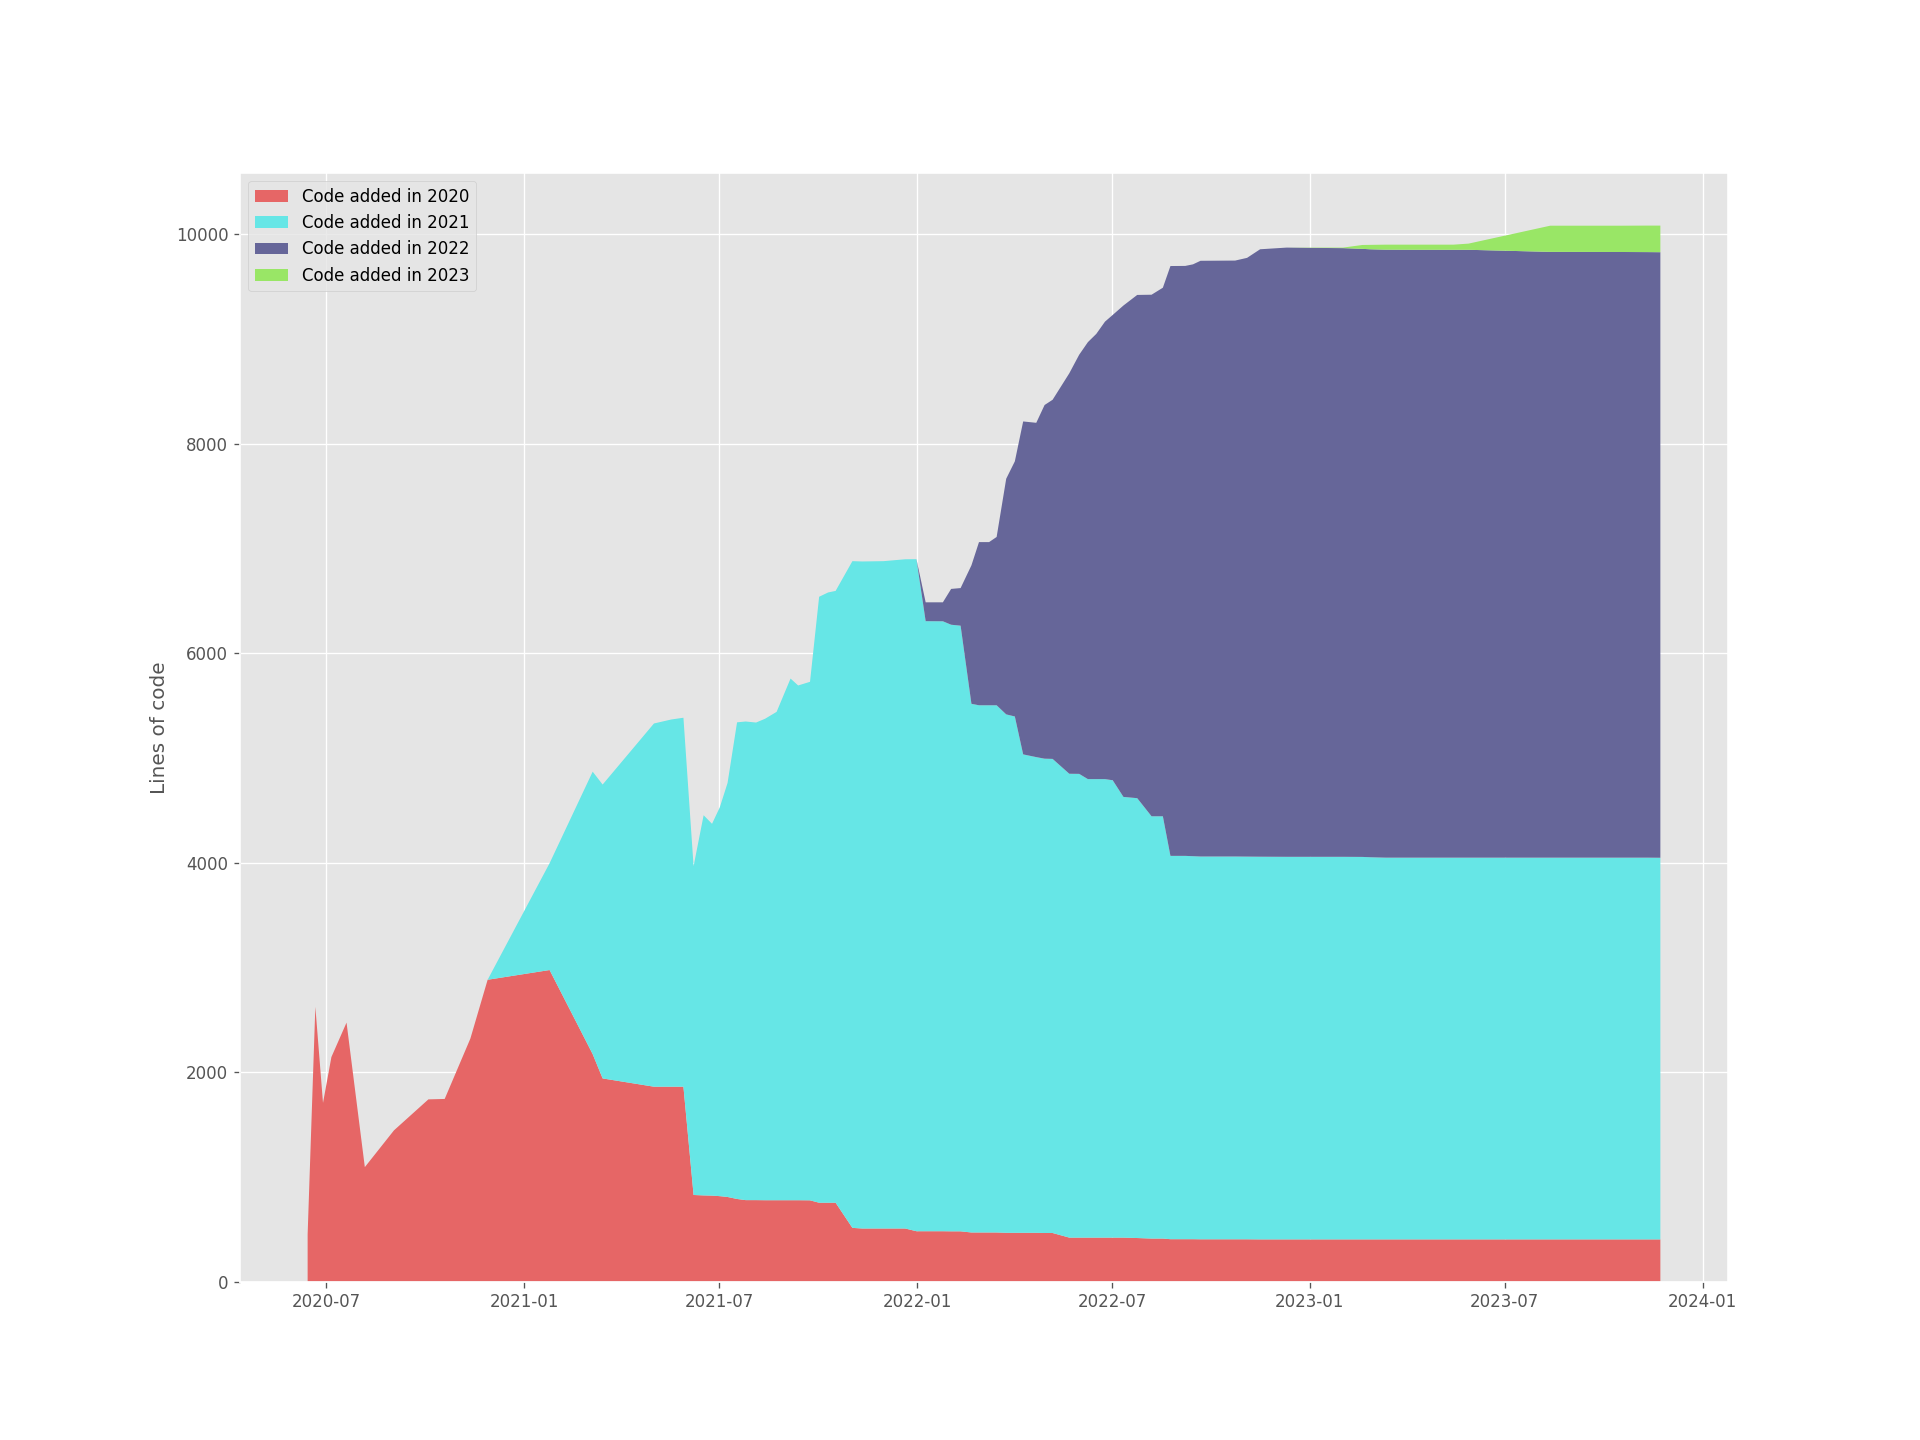 Code added in 2020
Code added in 2021
Code added in 2022
Code added in 2023
10000
8000
6000
4000
2000
0
Lines of code
2020-07
2021-01
2021-07
2022-01
2022-07
2023-01
2023-07
2024-01